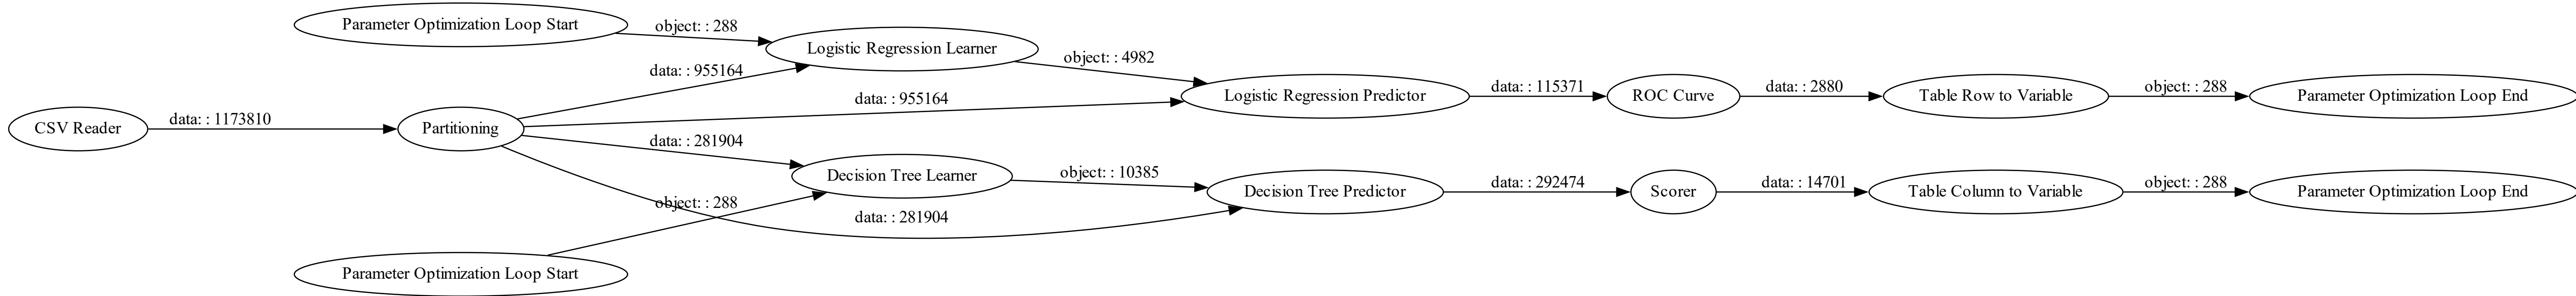 Parameter Optimization Loop Start
object: : 288
Logistic Regression Learner
object: : 4982
data: : 955164
CSV Reader
data: : 1173810
Partitioning
data: : 955164
Logistic Regression Predictor
data: : 115371
ROC Curve
data: : 2880
Table Row to Variable
object: : 288
Parameter Optimization Loop End
data: : 281904
Decision Tree Learner
object: : 10385
Decision Tree Predictor
data: : 292474
Scorer
data: : 14701
Table Column to Variable
object: : 288
Parameter Optimization Loop End
object: : 288
data: : 281904
Parameter Optimization Loop Start